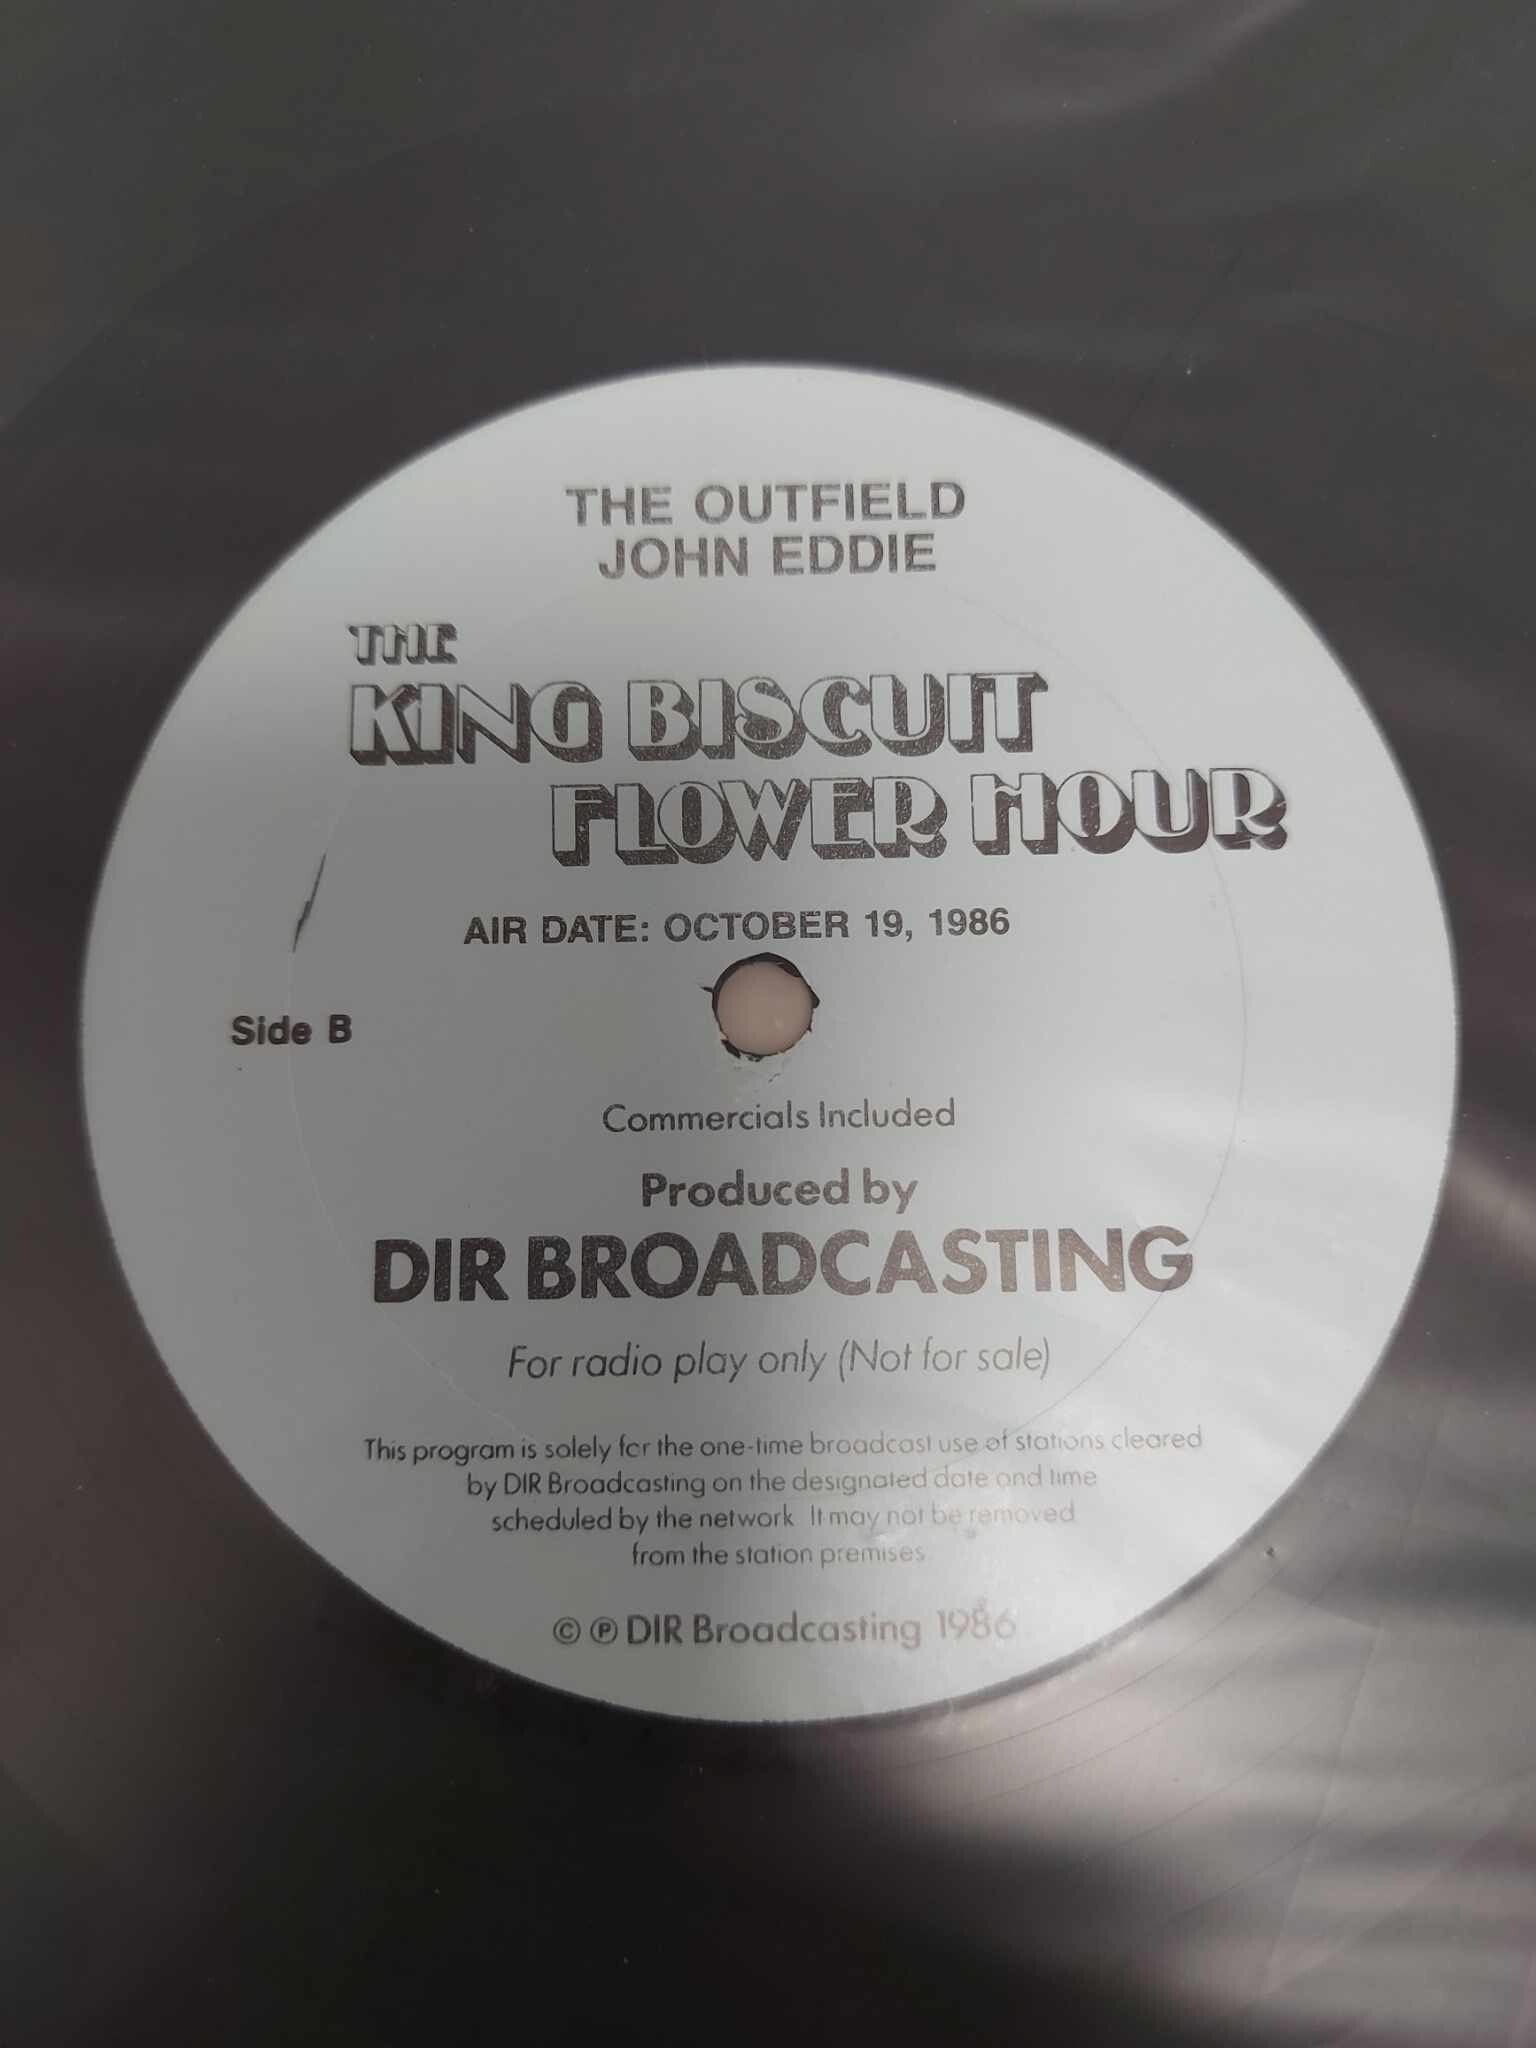 THE OUTFIELD
JOHN EDDIE
THE
KING BISCUIT
FLOWER HOUR
AIR DATE: OCTOBER 19, 1986
Side B
Commercials Included
Produced by
DIR BROADCASTING
For radio play only (Not for sale)
This program is solely for the one-time broadcast use of stations cleared
by DIR Broadcasting on the designated date and time
scheduled by the network. It may not be removed
from the station premises.
© ℗ DIR Broadcasting 1986